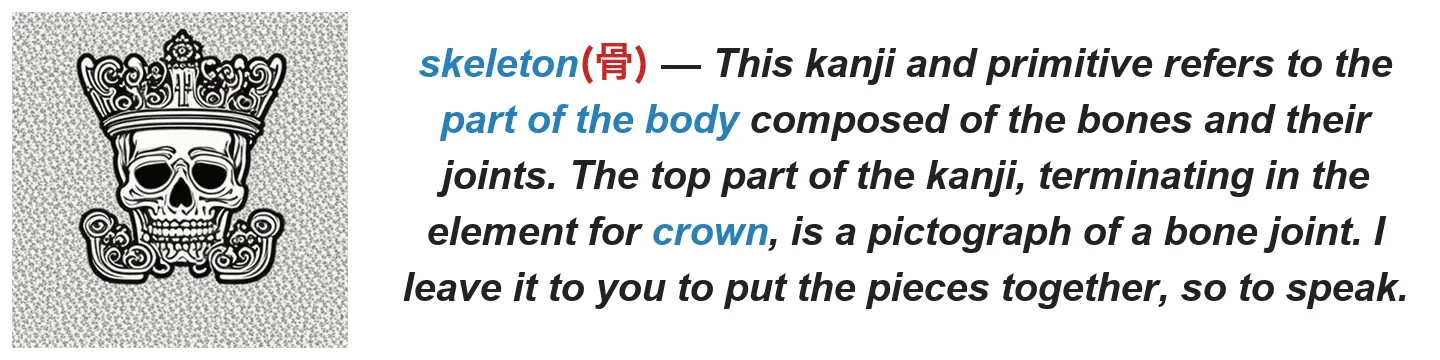 skeleton(骨) — This kanji and primitive refers to the
part of the body composed of the bones and their
joints. The top part of the kanji, terminating in the
element for crown, is a pictograph of a bone joint. I
leave it to you to put the pieces together, so to speak.